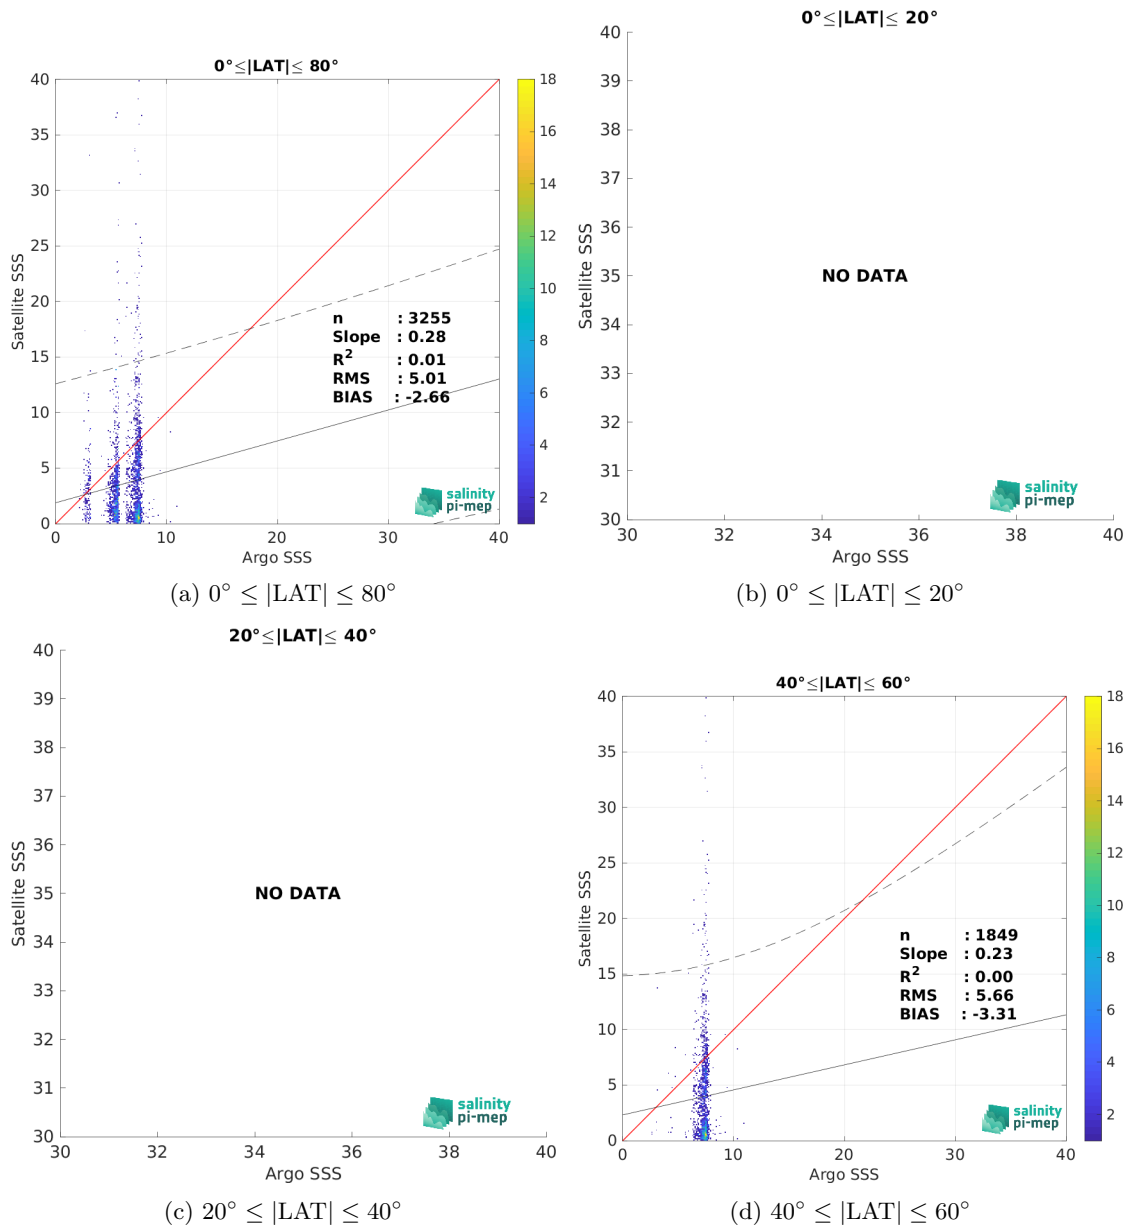 0°≤|LAT|≤ 80°
40
35
30
25
20
15
10
5
0
Satellite SSS
n : 3255
Slope : 0.28
R² : 0.01
RMS : 5.01
BIAS : -2.66
salinity
pi-mep
0 10 20 30 40
Argo SSS
18
16
14
12
10
8
6
4
2
(a) 0° ≤ |LAT| ≤ 80°
0°≤|LAT|≤ 20°
40
39
38
37
36
35
34
33
32
31
30
Satellite SSS
NO DATA
salinity
pi-mep
30 32 34 36 38 40
Argo SSS
(b) 0° ≤ |LAT| ≤ 20°
20°≤|LAT|≤ 40°
40
39
38
37
36
35
34
33
32
31
30
Satellite SSS
NO DATA
salinity
pi-mep
30 32 34 36 38 40
Argo SSS
(c) 20° ≤ |LAT| ≤ 40°
40°≤|LAT|≤ 60°
40
35
30
25
20
15
10
5
0
Satellite SSS
n : 1849
Slope : 0.23
R² : 0.00
RMS : 5.66
BIAS : -3.31
salinity
pi-mep
0 10 20 30 40
Argo SSS
18
16
14
12
10
8
6
4
2
(d) 40° ≤ |LAT| ≤ 60°